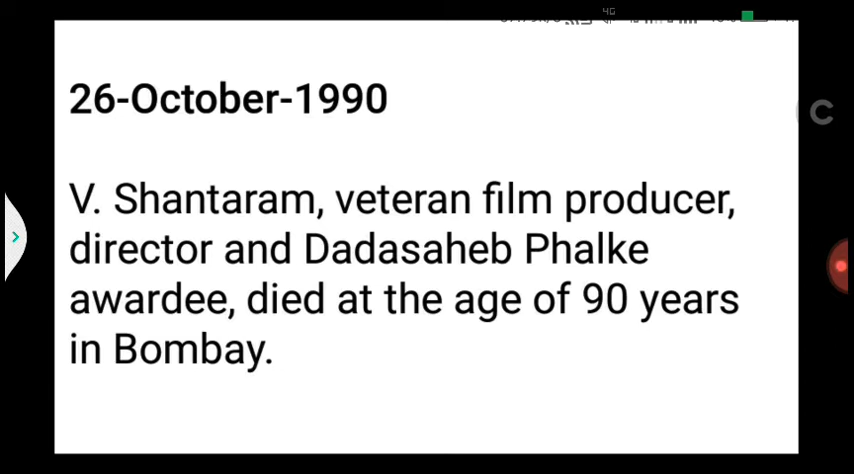 4G
26-October-1990
V. Shantaram, veteran film producer,
director and Dadasaheb Phalke
awardee, died at the age of 90 years
in Bombay.